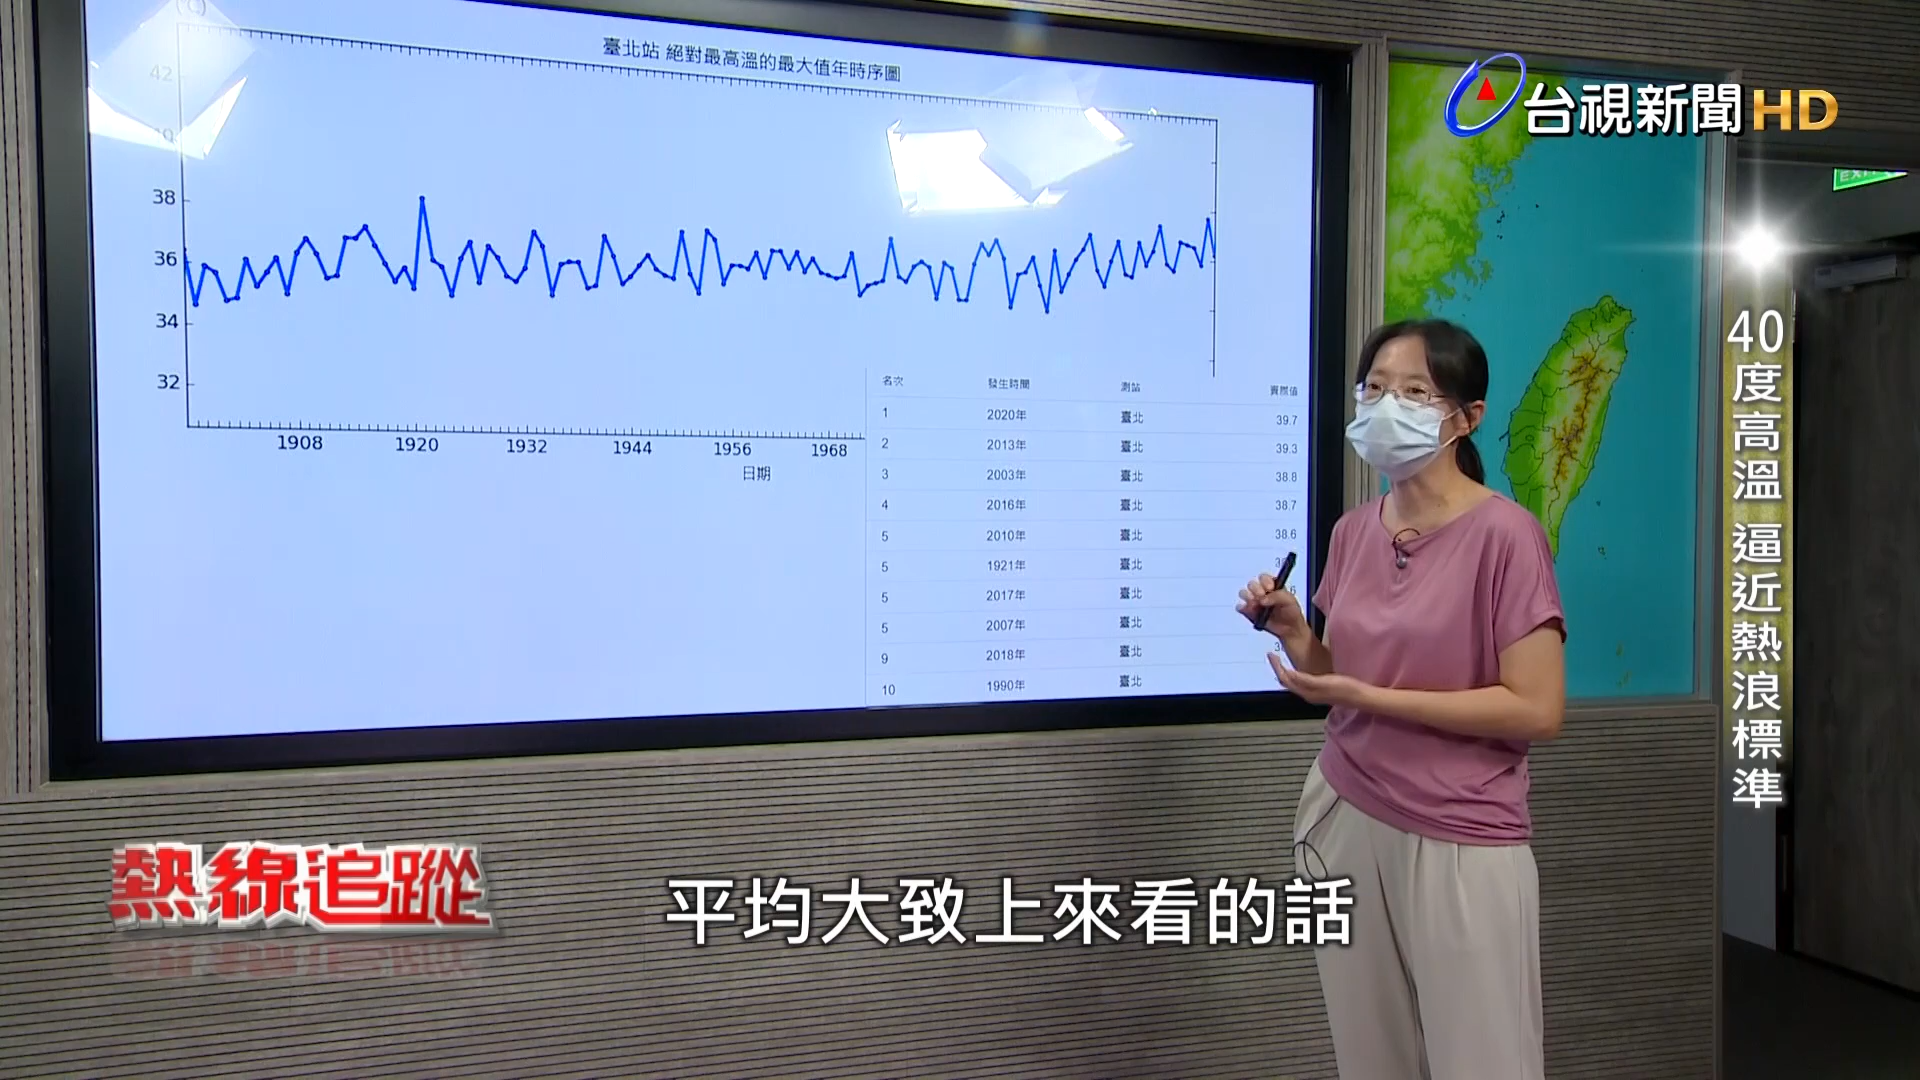 (°C)
臺北站 絕對最高溫的最大值年時序圖
42
38
36
34
32
1908 1920 1932 1944 1956 1968
日期
名次 發生時間 測站 實際值
1 2020年 臺北 39.7
2 2013年 臺北 39.3
3 2003年 臺北 38.8
4 2016年 臺北 38.7
5 2010年 臺北 38.6
5 1921年 臺北
5 2017年 臺北
5 2007年 臺北
9 2018年 臺北
10 1990年 臺北
台視新聞HD
EXIT
40度高溫 逼近熱浪標準
熱線追蹤
平均大致上來看的話